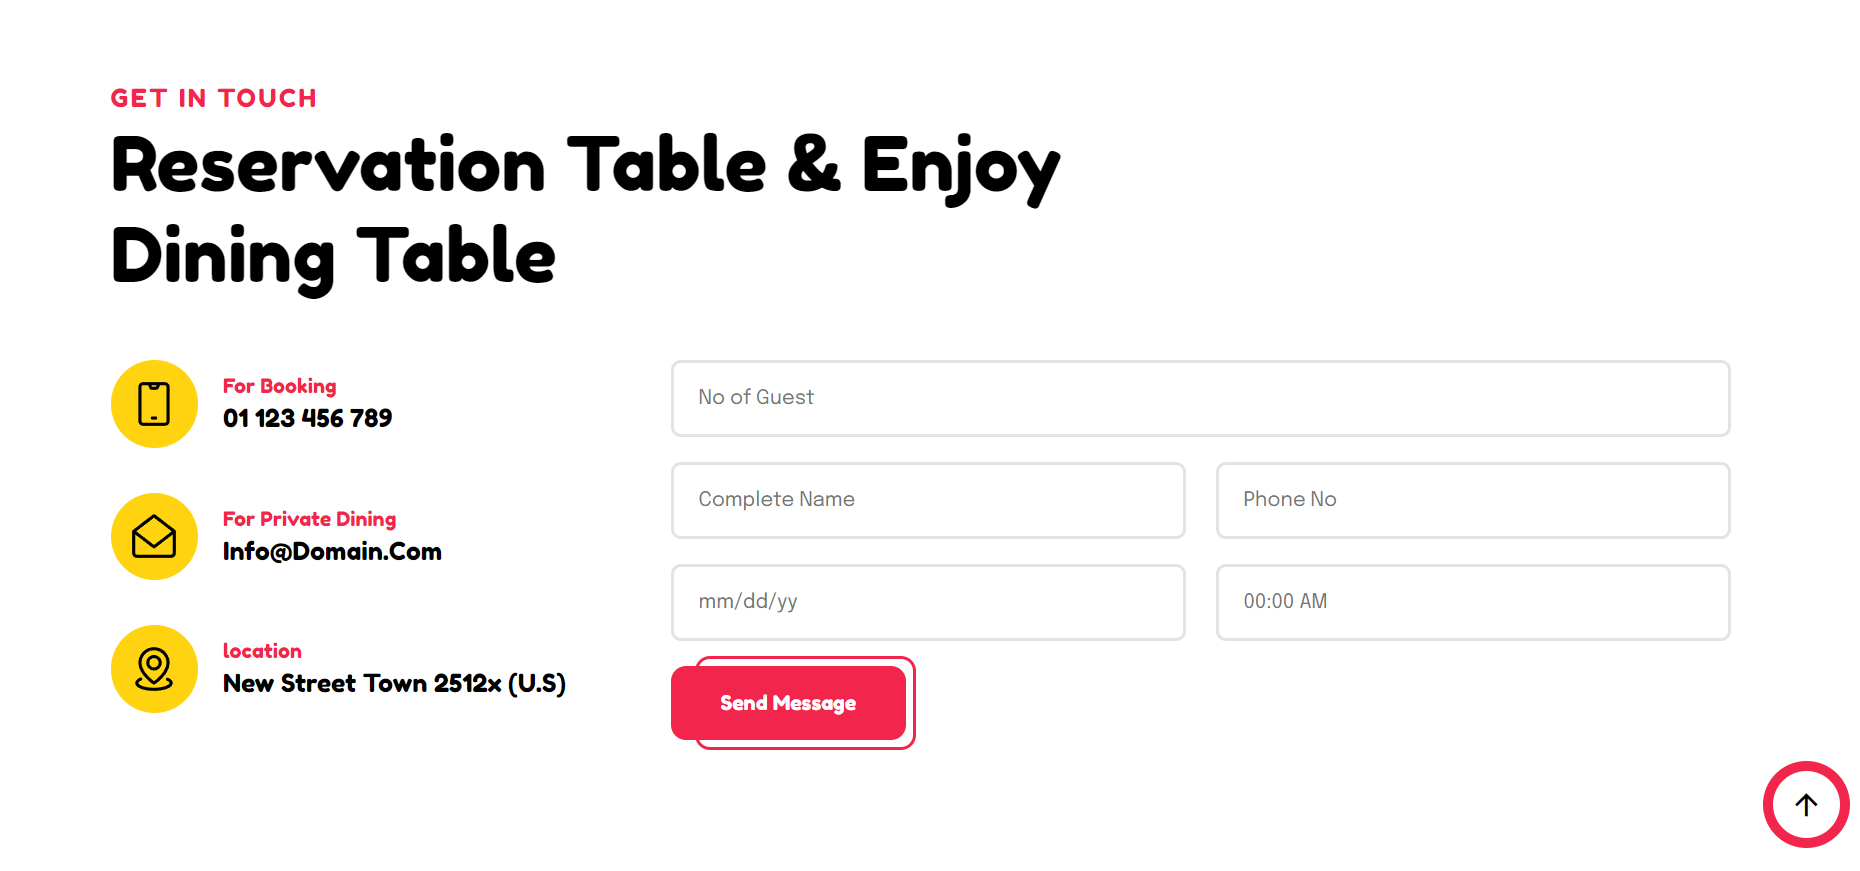 GET IN TOUCH
Reservation Table & Enjoy
Dining Table
For Booking
01 123 456 789
For Private Dining
Info@Domain.Com
location
New Street Town 2512x (U.S)
No of Guest
Complete Name
Phone No
mm/dd/yy
00:00 AM
Send Message